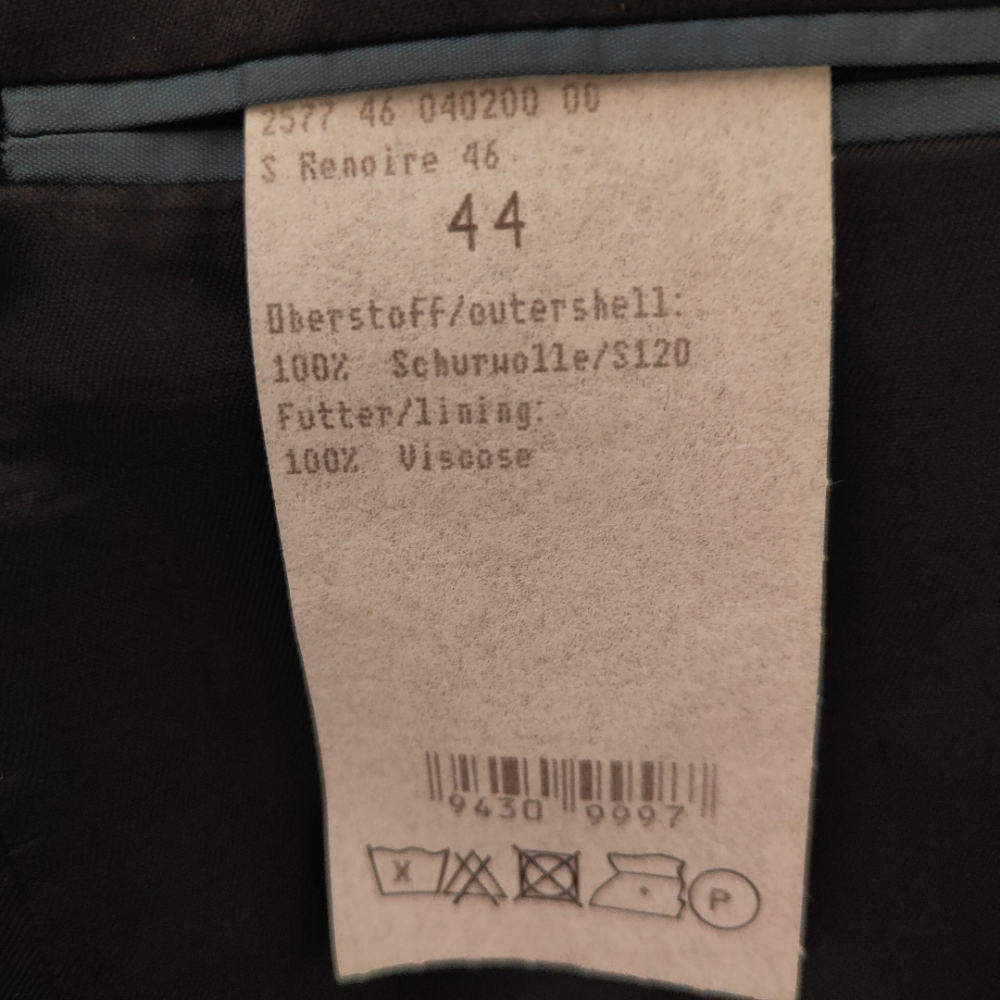 2577 46 040200 00
S Renoire 46
44
Oberstoff/outershell:
100% Schurwolle/S120
Futter/lining:
100% Viscose
9430 9997
P